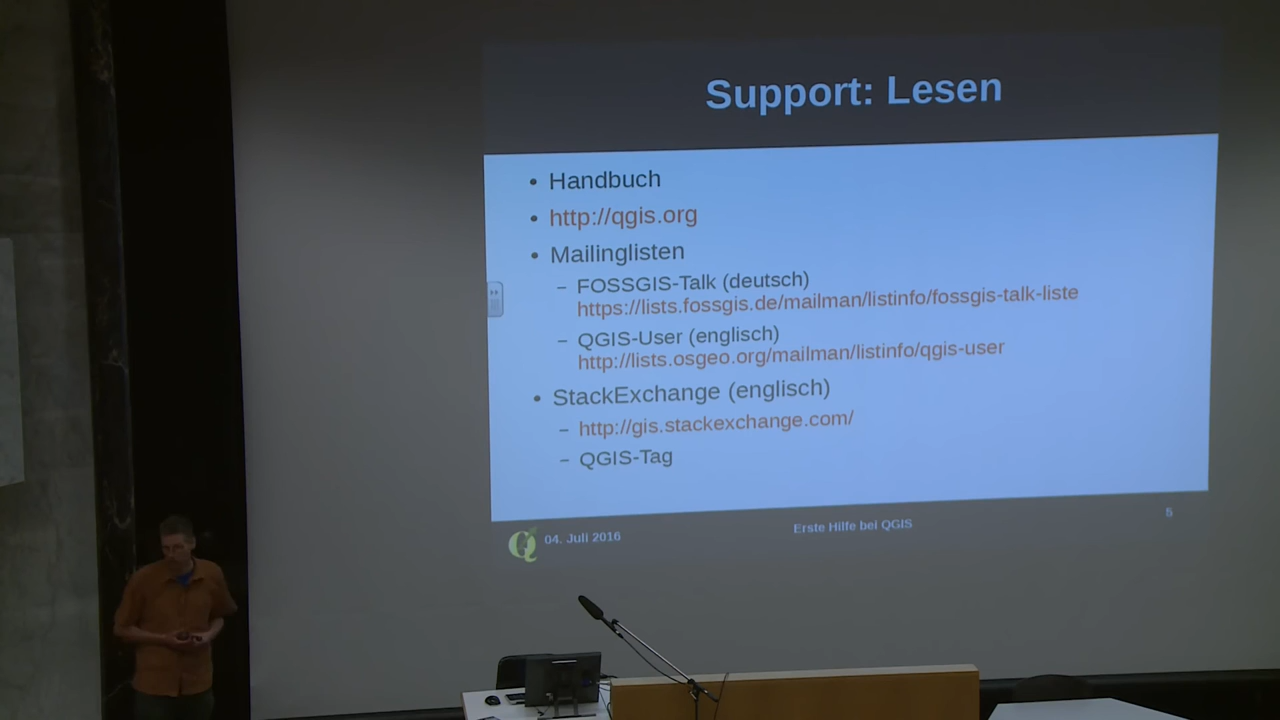 Support: Lesen
• Handbuch
• http://qgis.org
• Mailinglisten
– FOSSGIS-Talk (deutsch)
https://lists.fossgis.de/mailman/listinfo/fossgis-talk-liste
– QGIS-User (englisch)
http://lists.osgeo.org/mailman/listinfo/qgis-user
• StackExchange (englisch)
– http://gis.stackexchange.com/
– QGIS-Tag
04. Juli 2016
Erste Hilfe bei QGIS
5